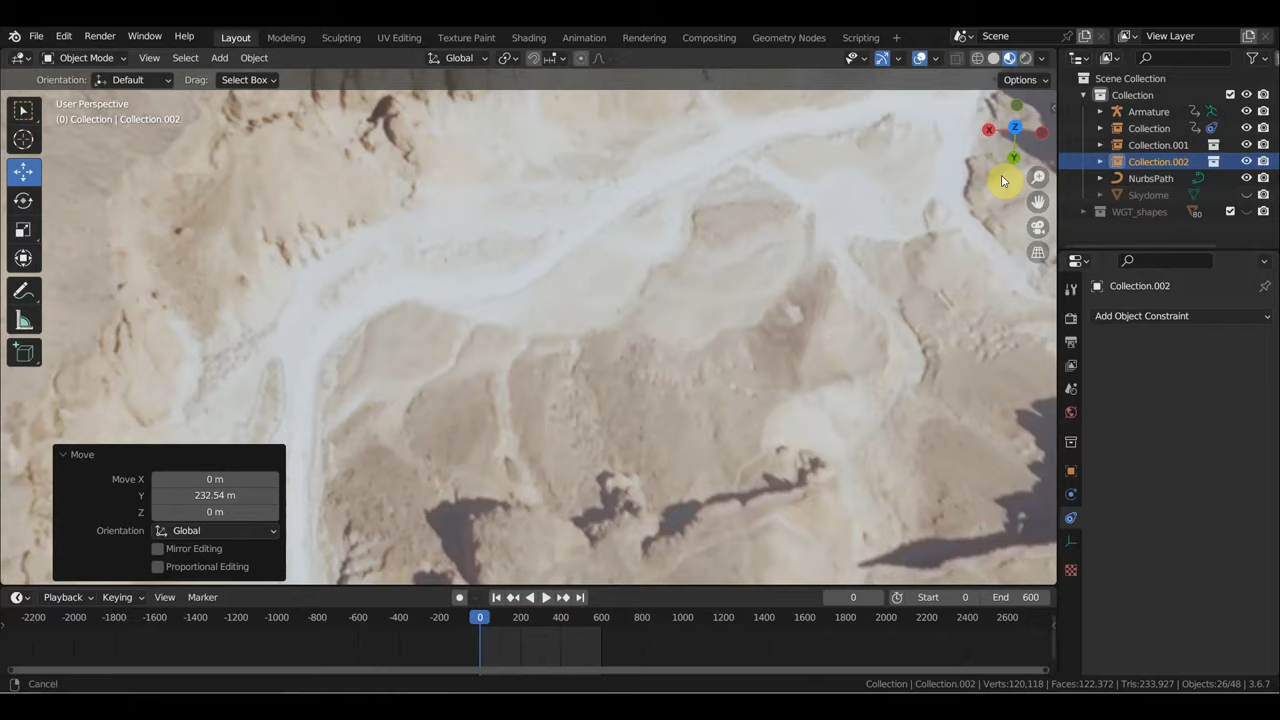 File Edit Render Window Help Layout Modeling Sculpting UV Editing Texture Paint Shading Animation Rendering Compositing Geometry Nodes Scripting Scene View Layer
Object Mode View Select Add Object Global
Orientation: Default Drag: Select Box Options
User Perspective
(0) Collection | Collection.002
X
Z
Y
Scene Collection
Collection
Armature
Collection
Collection.001
Collection.002
NurbsPath
Skydome
WGT_shapes 80
Collection.002
Add Object Constraint
Move
Move X 0 m
Y 232.54 m
Z 0 m
Orientation Global
Mirror Editing
Proportional Editing
Playback Keying View Marker 0 Start 0 End 600
-2200 -2000 -1800 -1600 -1400 -1200 -1000 -800 -600 -400 -200 0 200 400 600 800 1000 1200 1400 1600 1800 2000 2200 2400 2600
Cancel Collection | Collection.002 | Verts:120,118 | Faces:122,372 | Tris:233,927 | Objects:26/48 | 3.6.7